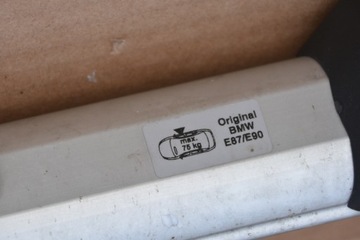 max.
75 kg
Original
BMW
E87/E90